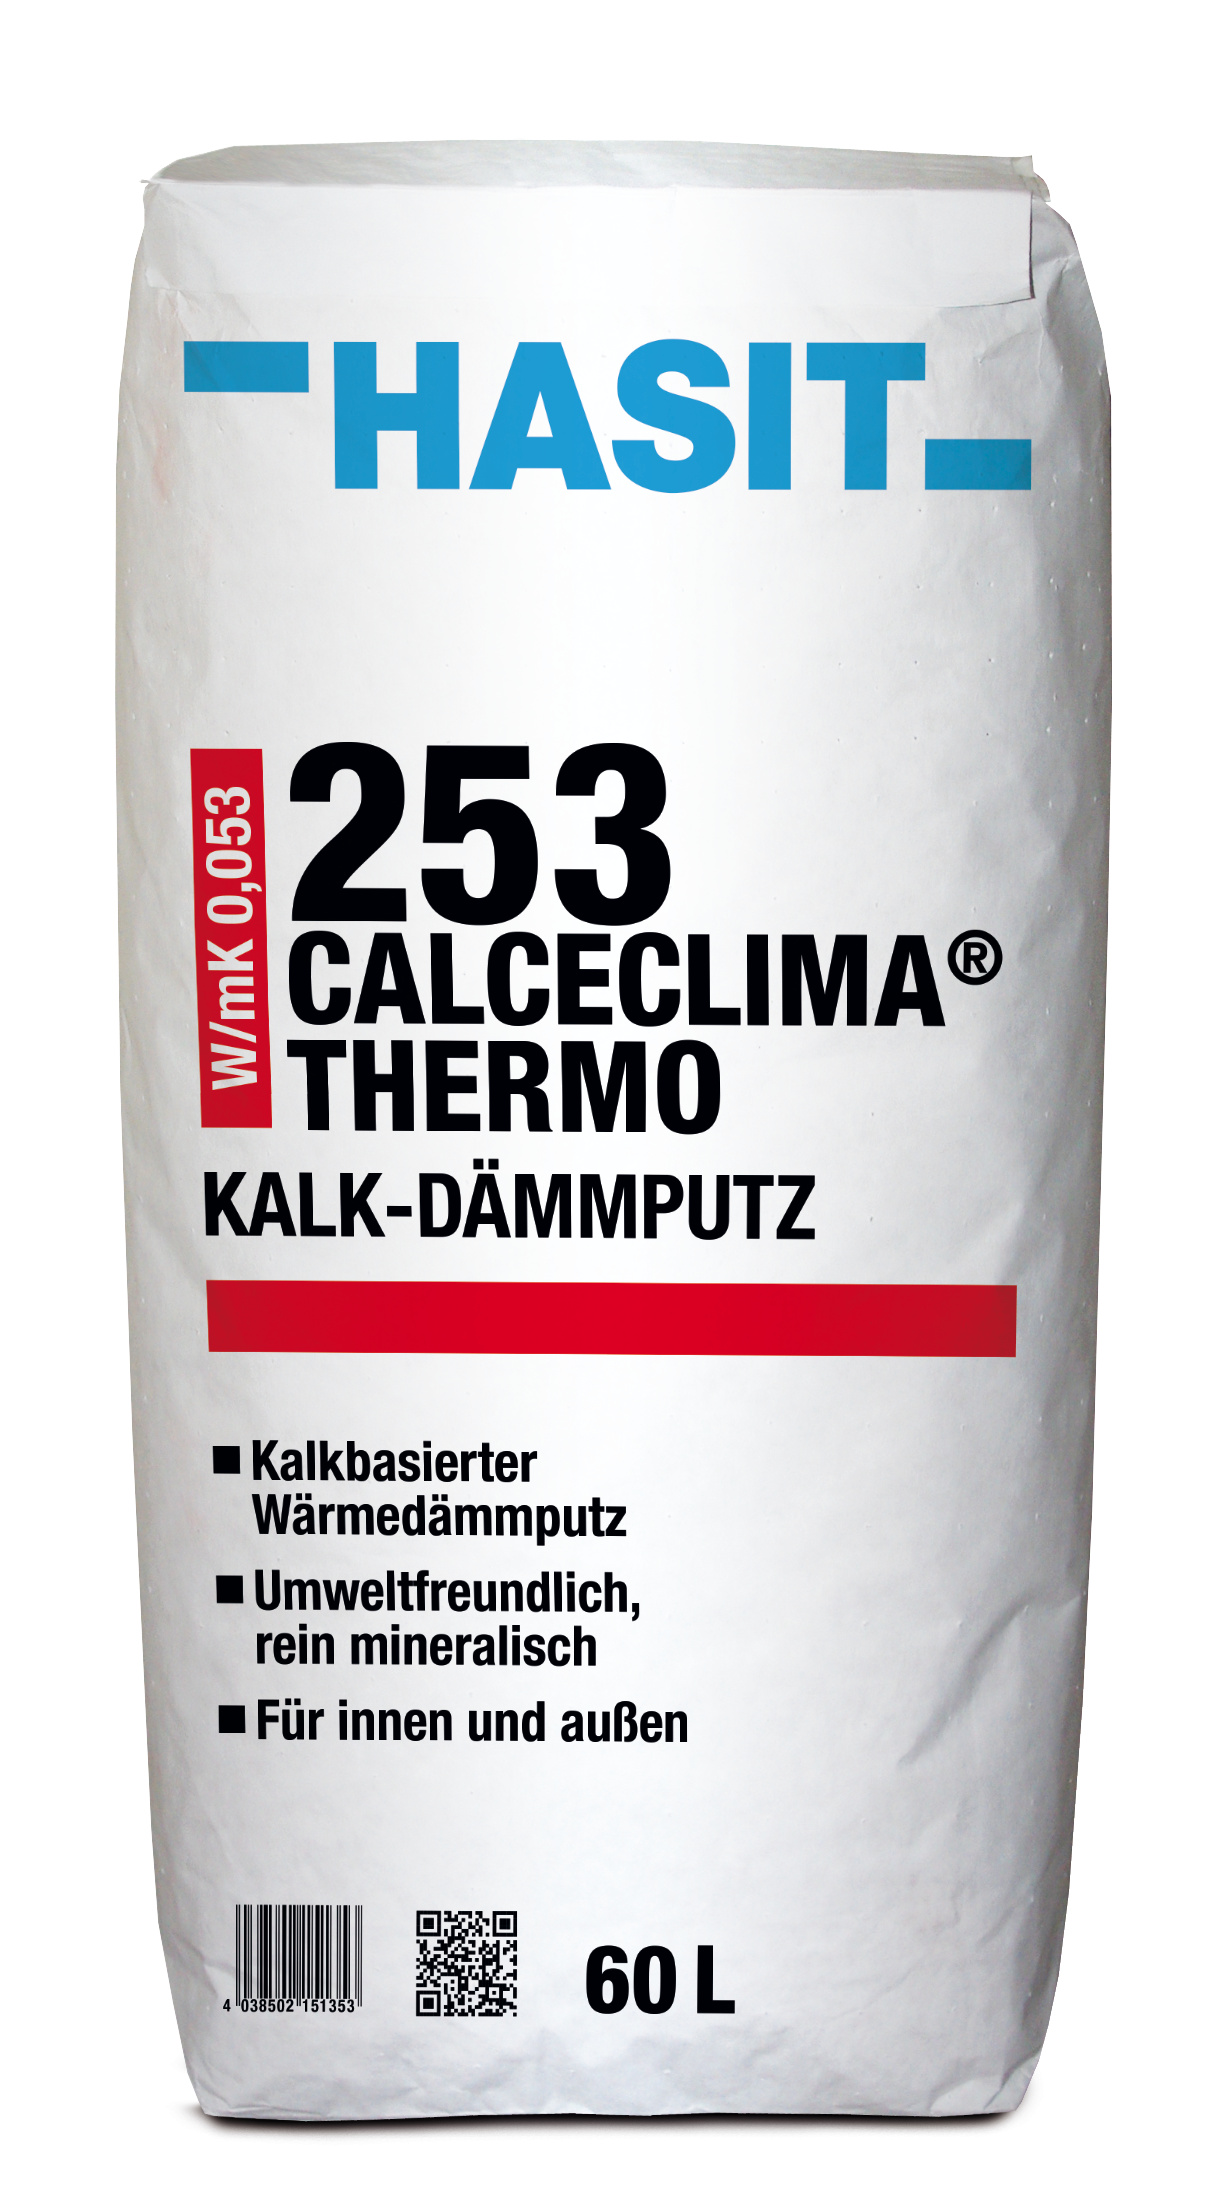 HASIT
W/mK 0,053
253
CALCECLIMA®
THERMO
KALK-DÄMMPUTZ
■ Kalkbasierter
Wärmedämmputz
■ Umweltfreundlich,
rein mineralisch
■ Für innen und außen
4 038502 151353
60 L